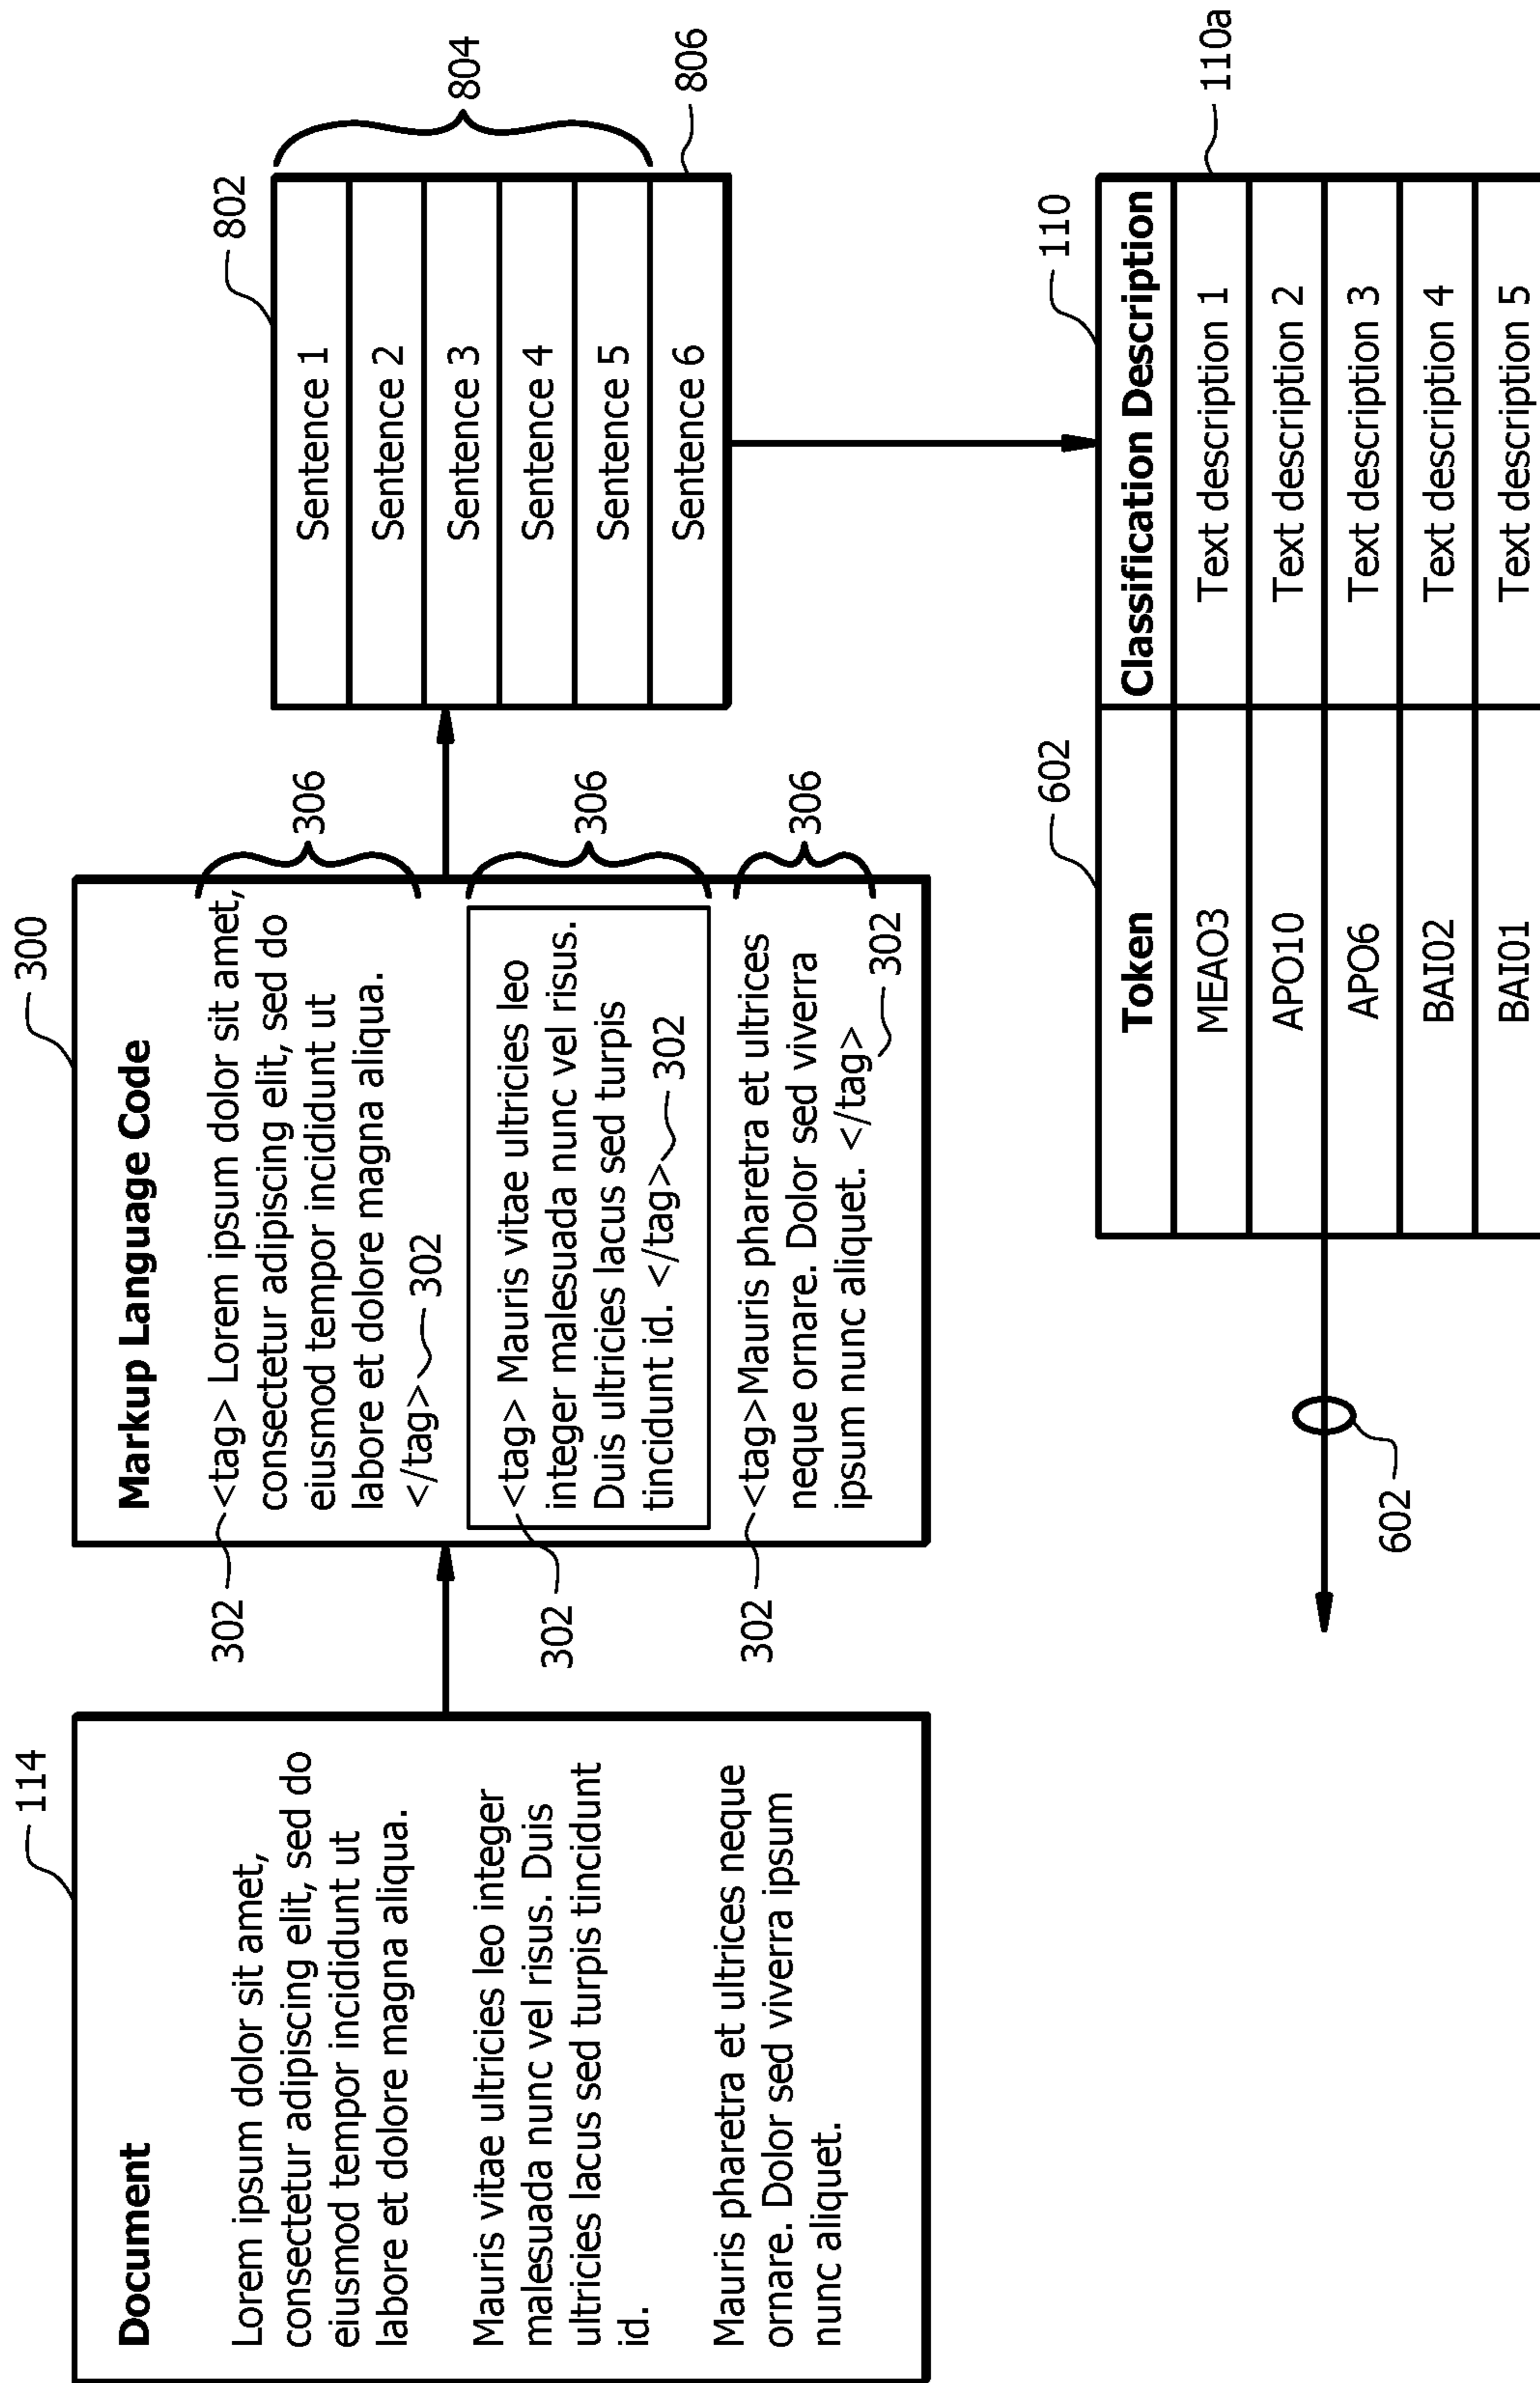 114
Document
Lorem ipsum dolor sit amet,
consectetur adipiscing elit, sed do
eiusmod tempor incididunt ut
labore et dolore magna aliqua.
Mauris vitae ultricies leo integer
malesuada nunc vel risus. Duis
ultricies lacus sed turpis tincidunt
id.
Mauris pharetra et ultrices neque
ornare. Dolor sed viverra ipsum
nunc aliquet.
300
Markup Language Code
302
<tag> Lorem ipsum dolor sit amet,
consectetur adipiscing elit, sed do
eiusmod tempor incididunt ut
labore et dolore magna aliqua.
</tag> 302
306
302
<tag> Mauris vitae ultricies leo
integer malesuada nunc vel risus.
Duis ultricies lacus sed turpis
tincidunt id. </tag> 302
306
302
<tag>Mauris pharetra et ultrices
neque ornare. Dolor sed viverra
ipsum nunc aliquet. </tag>
302
306
802
Sentence 1
Sentence 2
Sentence 3
Sentence 4
Sentence 5
Sentence 6
804
806
602
110
Token Classification Description
MEAO3 Text description 1
110a
APO10 Text description 2
APO6 Text description 3
BAI02 Text description 4
BAI01 Text description 5
602